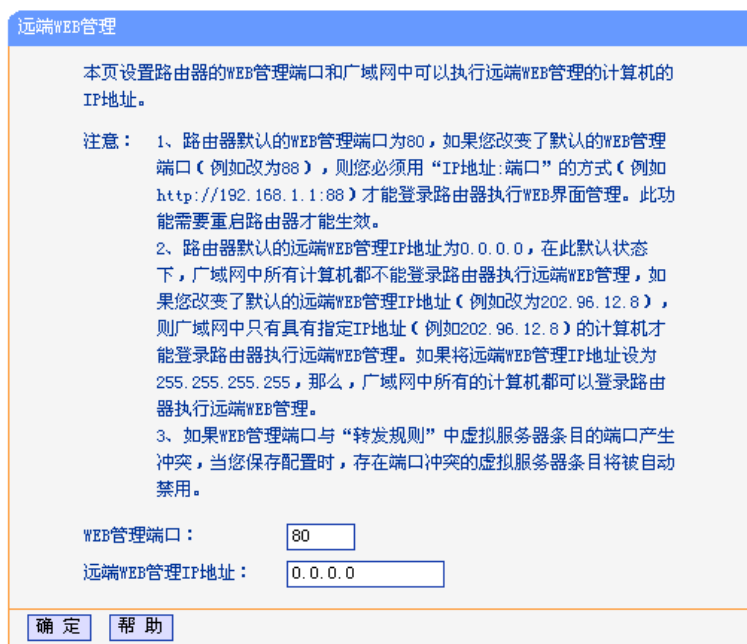 远端WEB管理
本页设置路由器的WEB管理端口和广域网中可以执行远端WEB管理的计算机的
IP地址。
注意： 1、路由器默认的WEB管理端口为80，如果您改变了默认的WEB管理
端口（例如改为88），则您必须用“IP地址:端口”的方式（例如
http://192.168.1.1:88）才能登录路由器执行WEB界面管理。此功
能需要重启路由器才能生效。
2、路由器默认的远端WEB管理IP地址为0.0.0.0，在此默认状态
下，广域网中所有计算机都不能登录路由器执行远端WEB管理，如
果您改变了默认的远端WEB管理IP地址（例如改为202.96.12.8），
则广域网中只有具有指定IP地址（例如202.96.12.8）的计算机才
能登录路由器执行远端WEB管理。如果将远端WEB管理IP地址设为
255.255.255.255，那么，广域网中所有的计算机都可以登录路由
器执行远端WEB管理。
3、如果WEB管理端口与“转发规则”中虚拟服务器条目的端口产生
冲突，当您保存配置时，存在端口冲突的虚拟服务器条目将被自动
禁用。
WEB管理端口： 80
远端WEB管理IP地址： 0.0.0.0
确 定 帮 助